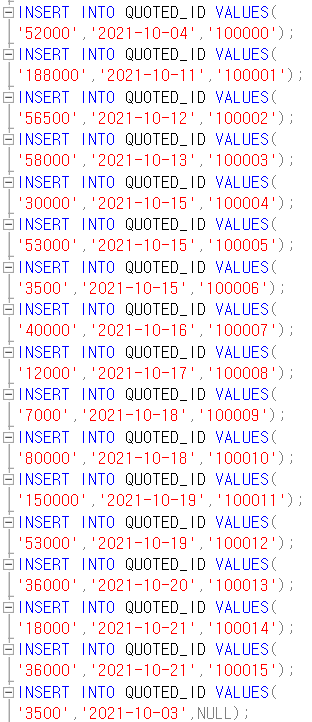 INSERT INTO QUOTED_ID VALUES(
'52000','2021-10-04','100000');
INSERT INTO QUOTED_ID VALUES(
'188000','2021-10-11','100001');
INSERT INTO QUOTED_ID VALUES(
'56500','2021-10-12','100002');
INSERT INTO QUOTED_ID VALUES(
'58000','2021-10-13','100003');
INSERT INTO QUOTED_ID VALUES(
'30000','2021-10-15','100004');
INSERT INTO QUOTED_ID VALUES(
'53000','2021-10-15','100005');
INSERT INTO QUOTED_ID VALUES(
'3500','2021-10-15','100006');
INSERT INTO QUOTED_ID VALUES(
'40000','2021-10-16','100007');
INSERT INTO QUOTED_ID VALUES(
'12000','2021-10-17','100008');
INSERT INTO QUOTED_ID VALUES(
'7000','2021-10-18','100009');
INSERT INTO QUOTED_ID VALUES(
'80000','2021-10-18','100010');
INSERT INTO QUOTED_ID VALUES(
'150000','2021-10-19','100011');
INSERT INTO QUOTED_ID VALUES(
'53000','2021-10-19','100012');
INSERT INTO QUOTED_ID VALUES(
'36000','2021-10-20','100013');
INSERT INTO QUOTED_ID VALUES(
'18000','2021-10-21','100014');
INSERT INTO QUOTED_ID VALUES(
'36000','2021-10-21','100015');
INSERT INTO QUOTED_ID VALUES(
'3500','2021-10-03',NULL);